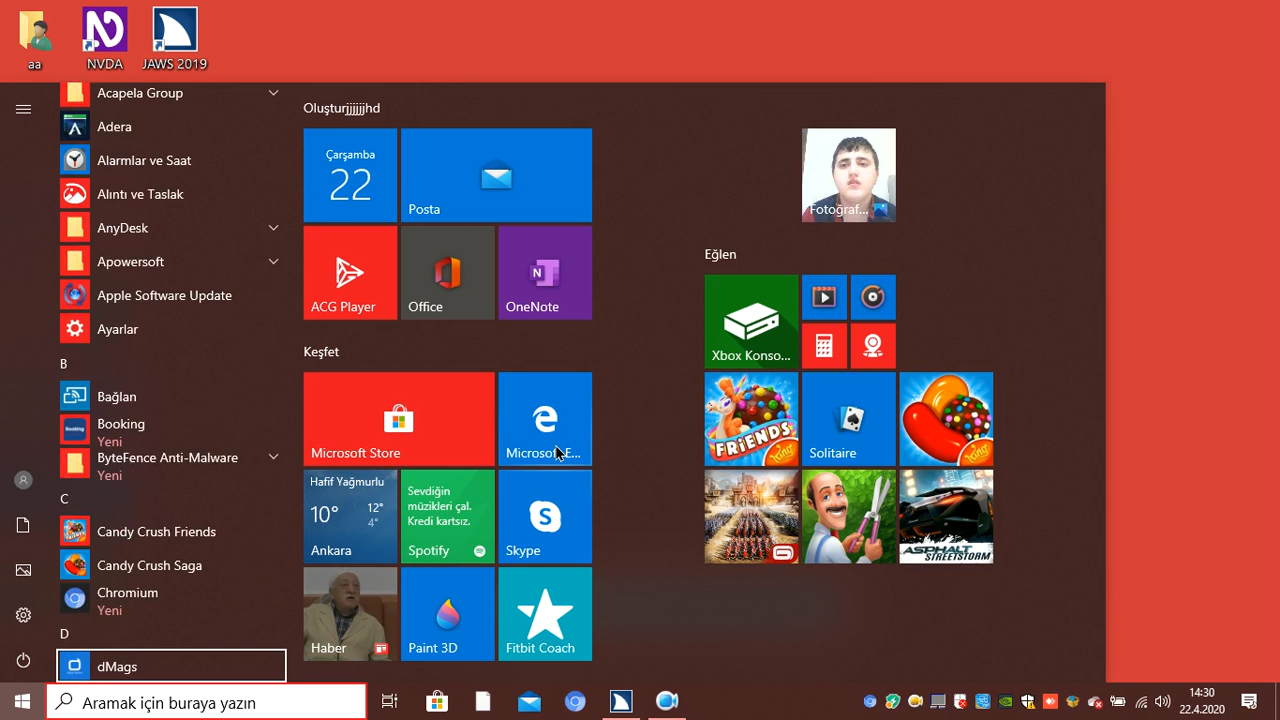 aa
NVDA
JAWS 2019
Acapela Group
Adera
Alarmlar ve Saat
Alıntı ve Taslak
AnyDesk
Apowersoft
Apple Software Update
Ayarlar
B
Bağlan
Booking
Yeni
ByteFence Anti-Malware
Yeni
C
Candy Crush Friends
Candy Crush Saga
Chromium
Yeni
D
dMags
Oluşturjjjjjjhd
Çarşamba
22
Posta
ACG Player
Office
OneNote
Keşfet
Microsoft Store
Microsoft E...
Hafif Yağmurlu
10° 12°
4°
Ankara
Sevdiğin
müzikleri çal.
Kredi kartsız.
Spotify
Skype
Haber
Paint 3D
Fitbit Coach
Fotoğraf...
Eğlen
Xbox Konso...
FRIENDS
King
Solitaire
King
ASPHALT
STREETSTORM
Aramak için buraya yazın
14:30
22.4.2020